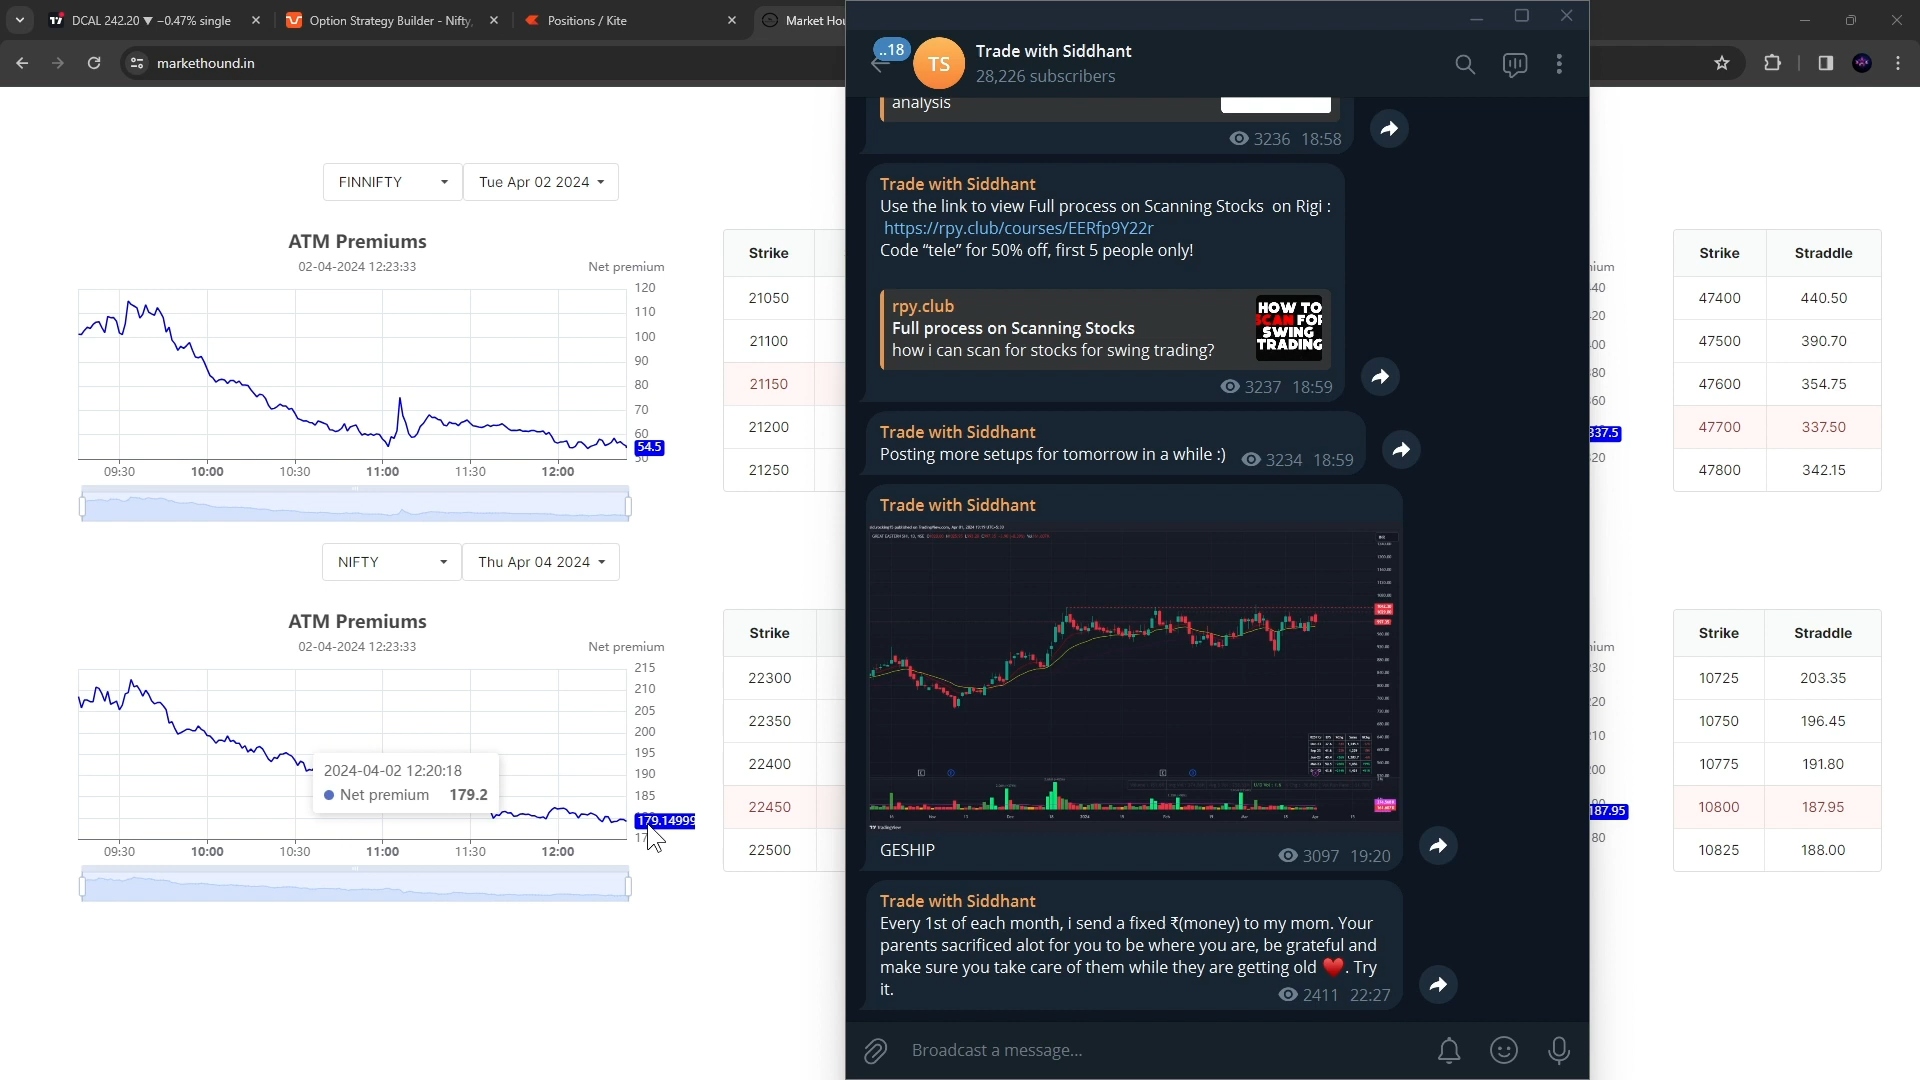 DCAL 242.20 ▼ −0.47% single
Option Strategy Builder - Nifty,
Positions / Kite
Market Hou
markethound.in
FINNIFTY
Tue Apr 02 2024
ATM Premiums
02-04-2024 12:23:33
Net premium
120
110
100
90
80
70
60
54.5
50
09:30
10:00
10:30
11:00
11:30
12:00
Strike
21050
21100
21150
21200
21250
NIFTY
Thu Apr 04 2024
ATM Premiums
02-04-2024 12:23:33
Net premium
215
210
205
200
195
190
185
179.14999
2024-04-02 12:20:18
Net premium 179.2
09:30
10:00
10:30
11:00
11:30
12:00
Strike
22300
22350
22400
22450
22500
..18
TS
Trade with Siddhant
28,226 subscribers
analysis
3236 18:58
Trade with Siddhant
Use the link to view Full process on Scanning Stocks on Rigi :
https://rpy.club/courses/EERfp9Y22r
Code “tele” for 50% off, first 5 people only!
rpy.club
Full process on Scanning Stocks
how i can scan for stocks for swing trading?
HOW TO
SCAN FOR
SWING
TRADING
3237 18:59
Trade with Siddhant
Posting more setups for tomorrow in a while :)
3234 18:59
Trade with Siddhant
TradingView
GESHIP
3097 19:20
Trade with Siddhant
Every 1st of each month, i send a fixed ₹(money) to my mom. Your
parents sacrificed alot for you to be where you are, be grateful and
make sure you take care of them while they are getting old ❤️. Try
it.
2411 22:27
Broadcast a message...
337.5
Strike Straddle
47400 440.50
47500 390.70
47600 354.75
47700 337.50
47800 342.15
187.95
Strike Straddle
10725 203.35
10750 196.45
10775 191.80
10800 187.95
10825 188.00